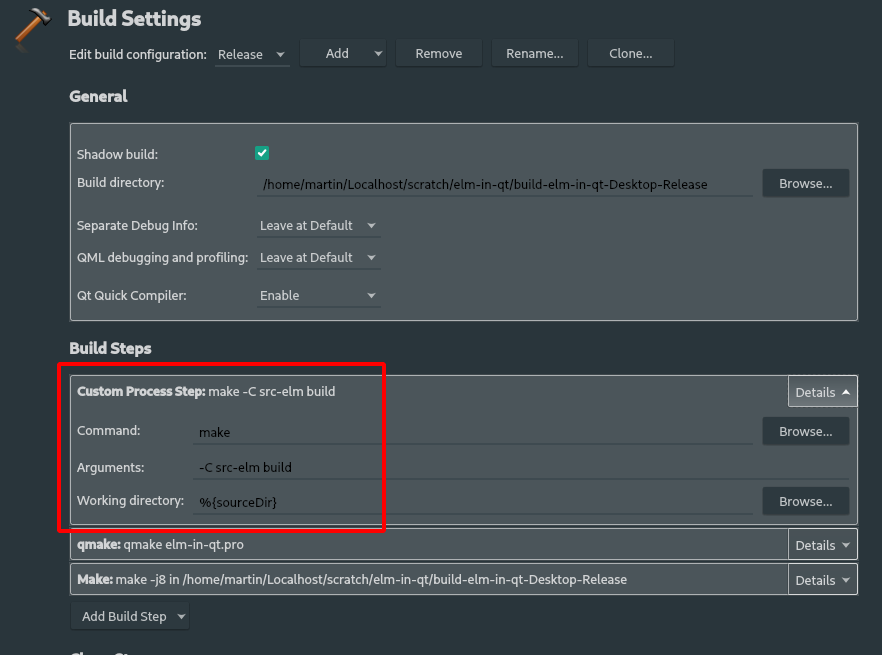 Build Settings
Edit build configuration: Release Add Remove Rename... Clone...
General
Shadow build:
Build directory: /home/martin/Localhost/scratch/elm-in-qt/build-elm-in-qt-Desktop-Release Browse...
Separate Debug Info: Leave at Default
QML debugging and profiling: Leave at Default
Qt Quick Compiler: Enable
Build Steps
Custom Process Step: make -C src-elm build Details
Command: make Browse...
Arguments: -C src-elm build
Working directory: %{sourceDir} Browse...
qmake: qmake elm-in-qt.pro Details
Make: make -j8 in /home/martin/Localhost/scratch/elm-in-qt/build-elm-in-qt-Desktop-Release Details
Add Build Step